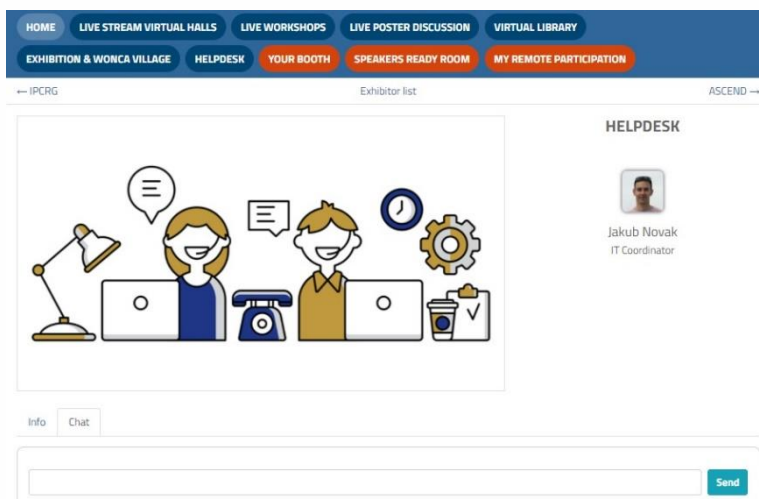 HOME LIVE STREAM VIRTUAL HALLS LIVE WORKSHOPS LIVE POSTER DISCUSSION VIRTUAL LIBRARY
EXHIBITION & WONCA VILLAGE HELPDESK YOUR BOOTH SPEAKERS READY ROOM MY REMOTE PARTICIPATION
← IPCRG Exhibitor list ASCEND →
HELPDESK
Jakub Novak
IT Coordinator
Info Chat
Send